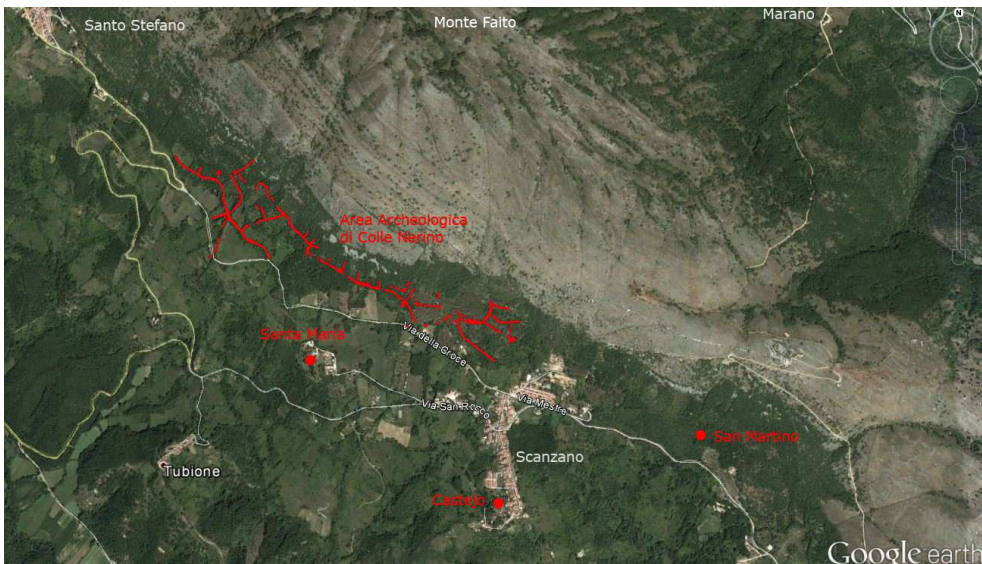 Santo Stefano
Monte Faito
Marano
N
Area Archeologica
di Colle Nerino
Santa Maria
Via della Croce
Via San Rocco
Via Mestre
San Martino
Tubione
Scanzano
Castejo
Google earth